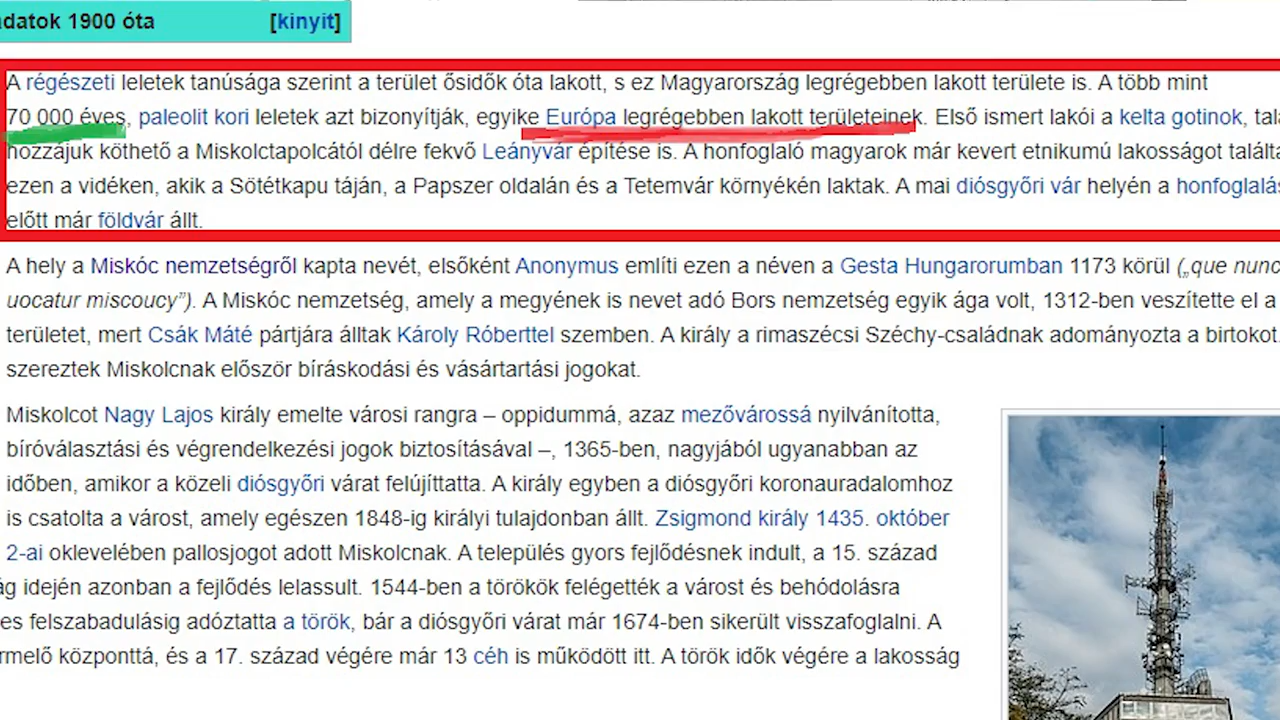 adatok 1900 óta [kinyit]
A régészeti leletek tanúsága szerint a terület ősidők óta lakott, s ez Magyarország legrégebben lakott területe is. A több mint
70 000 éves, paleolit kori leletek azt bizonyítják, egyike Európa legrégebben lakott területeinek. Első ismert lakói a kelta gotinok,
hozzájuk köthető a Miskolctapolcától délre fekvő Leányvár építése is. A honfoglaló magyarok már kevert etnikumú lakosságot
ezen a vidéken, akik a Sötétkapu táján, a Papszer oldalán és a Tetemvár környékén laktak. A mai diósgyőri vár helyén a
előtt már földvár állt.
A hely a Miskóc nemzetségről kapta nevét, elsőként Anonymus említi ezen a néven a Gesta Hungarorumban 1173 körül („que nunc
uocatur miscoucy”). A Miskóc nemzetség, amely a megyének is nevet adó Bors nemzetség egyik ága volt, 1312-ben veszítette el a
területet, mert Csák Máté pártjára álltak Károly Róberttel szemben. A király a rimaszécsi Széchy-családnak adományozta a birtokot.
szereztek Miskolcnak először bíráskodási és vásártartási jogokat.
Miskolcot Nagy Lajos király emelte városi rangra – oppidummá, azaz mezővárossá nyilvánította,
bíróválasztási és végrendelkezési jogok biztosításával –, 1365-ben, nagyjából ugyanabban az
időben, amikor a közeli diósgyőri várat felújíttatta. A király egyben a diósgyőri koronauradalomhoz
is csatolta a várost, amely egészen 1848-ig királyi tulajdonban állt. Zsigmond király 1435. október
2-ai oklevelében pallosjogot adott Miskolcnak. A település gyors fejlődésnek indult, a 15. század
ág idején azonban a fejlődés lelassult. 1544-ben a törökök felégették a várost és behódolásra
es felszabadulásig adóztatta a török, bár a diósgyőri várat már 1674-ben sikerült visszafoglalni. A
rmelő központtá, és a 17. század végére már 13 céh is működött itt. A török idők végére a lakosság